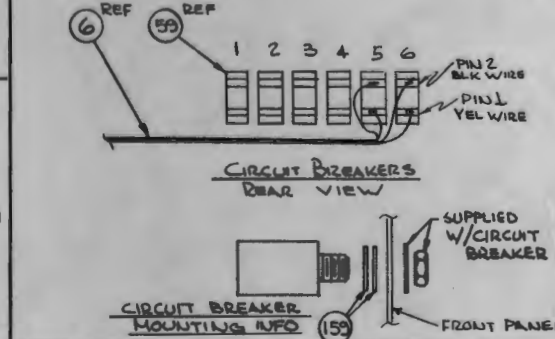 6 REF
59 REF
1 2 3 4 5 6
PIN 2
BLK WIRE
PIN 1
YEL WIRE
CIRCUIT BREAKERS
REAR VIEW
SUPPLIED
W/CIRCUIT
BREAKER
CIRCUIT BREAKER
MOUNTING INFO
159
FRONT PANE